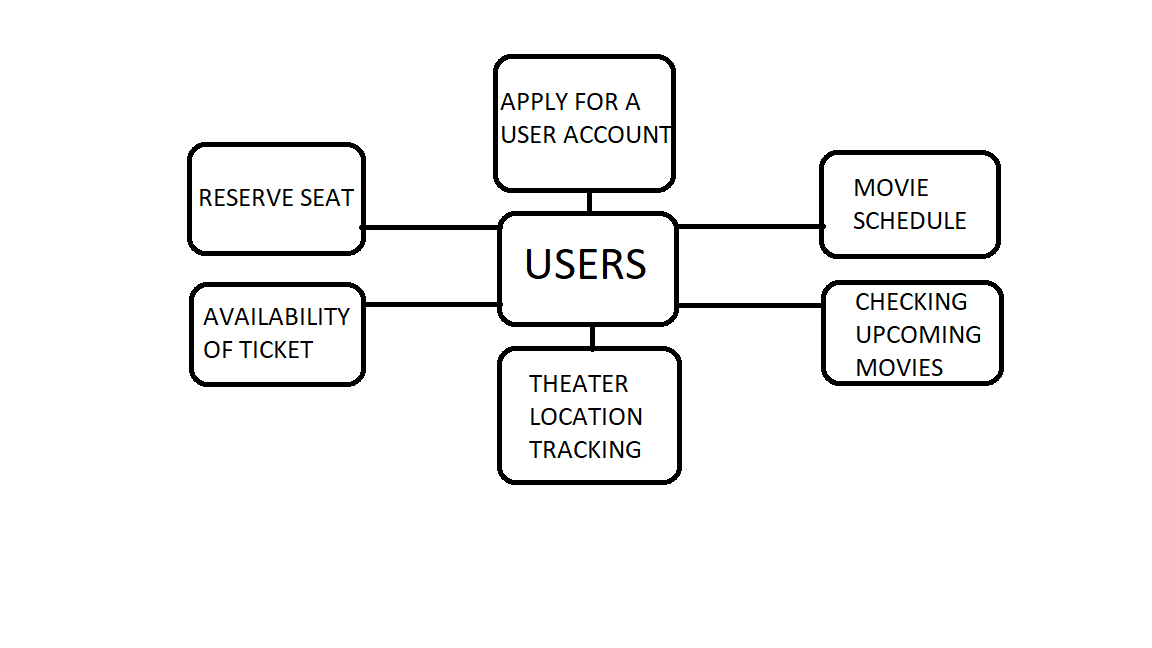 APPLY FOR A
USER ACCOUNT
RESERVE SEAT
MOVIE
SCHEDULE
USERS
AVAILABILITY
OF TICKET
CHECKING
UPCOMING
MOVIES
THEATER
LOCATION
TRACKING